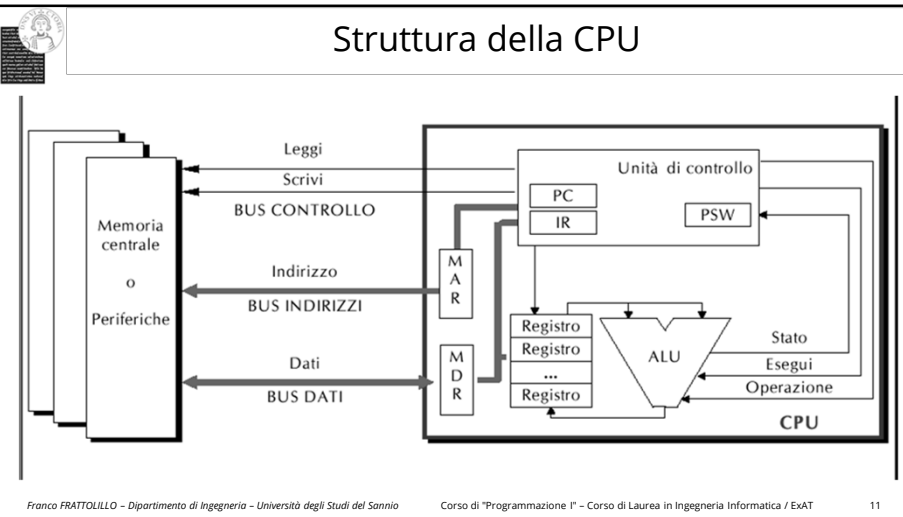 Struttura della CPU
Leggi
Scrivi
BUS CONTROLLO
Memoria
centrale
o
Periferiche
Indirizzo
BUS INDIRIZZI
Dati
BUS DATI
MAR
MDR
Unità di controllo
PC
IR
PSW
Registro
Registro
...
Registro
ALU
Stato
Esegui
Operazione
CPU
Franco FRATTOLILLO – Dipartimento di Ingegneria – Università degli Studi del Sannio
Corso di "Programmazione I" – Corso di Laurea in Ingegneria Informatica / ExAT
11